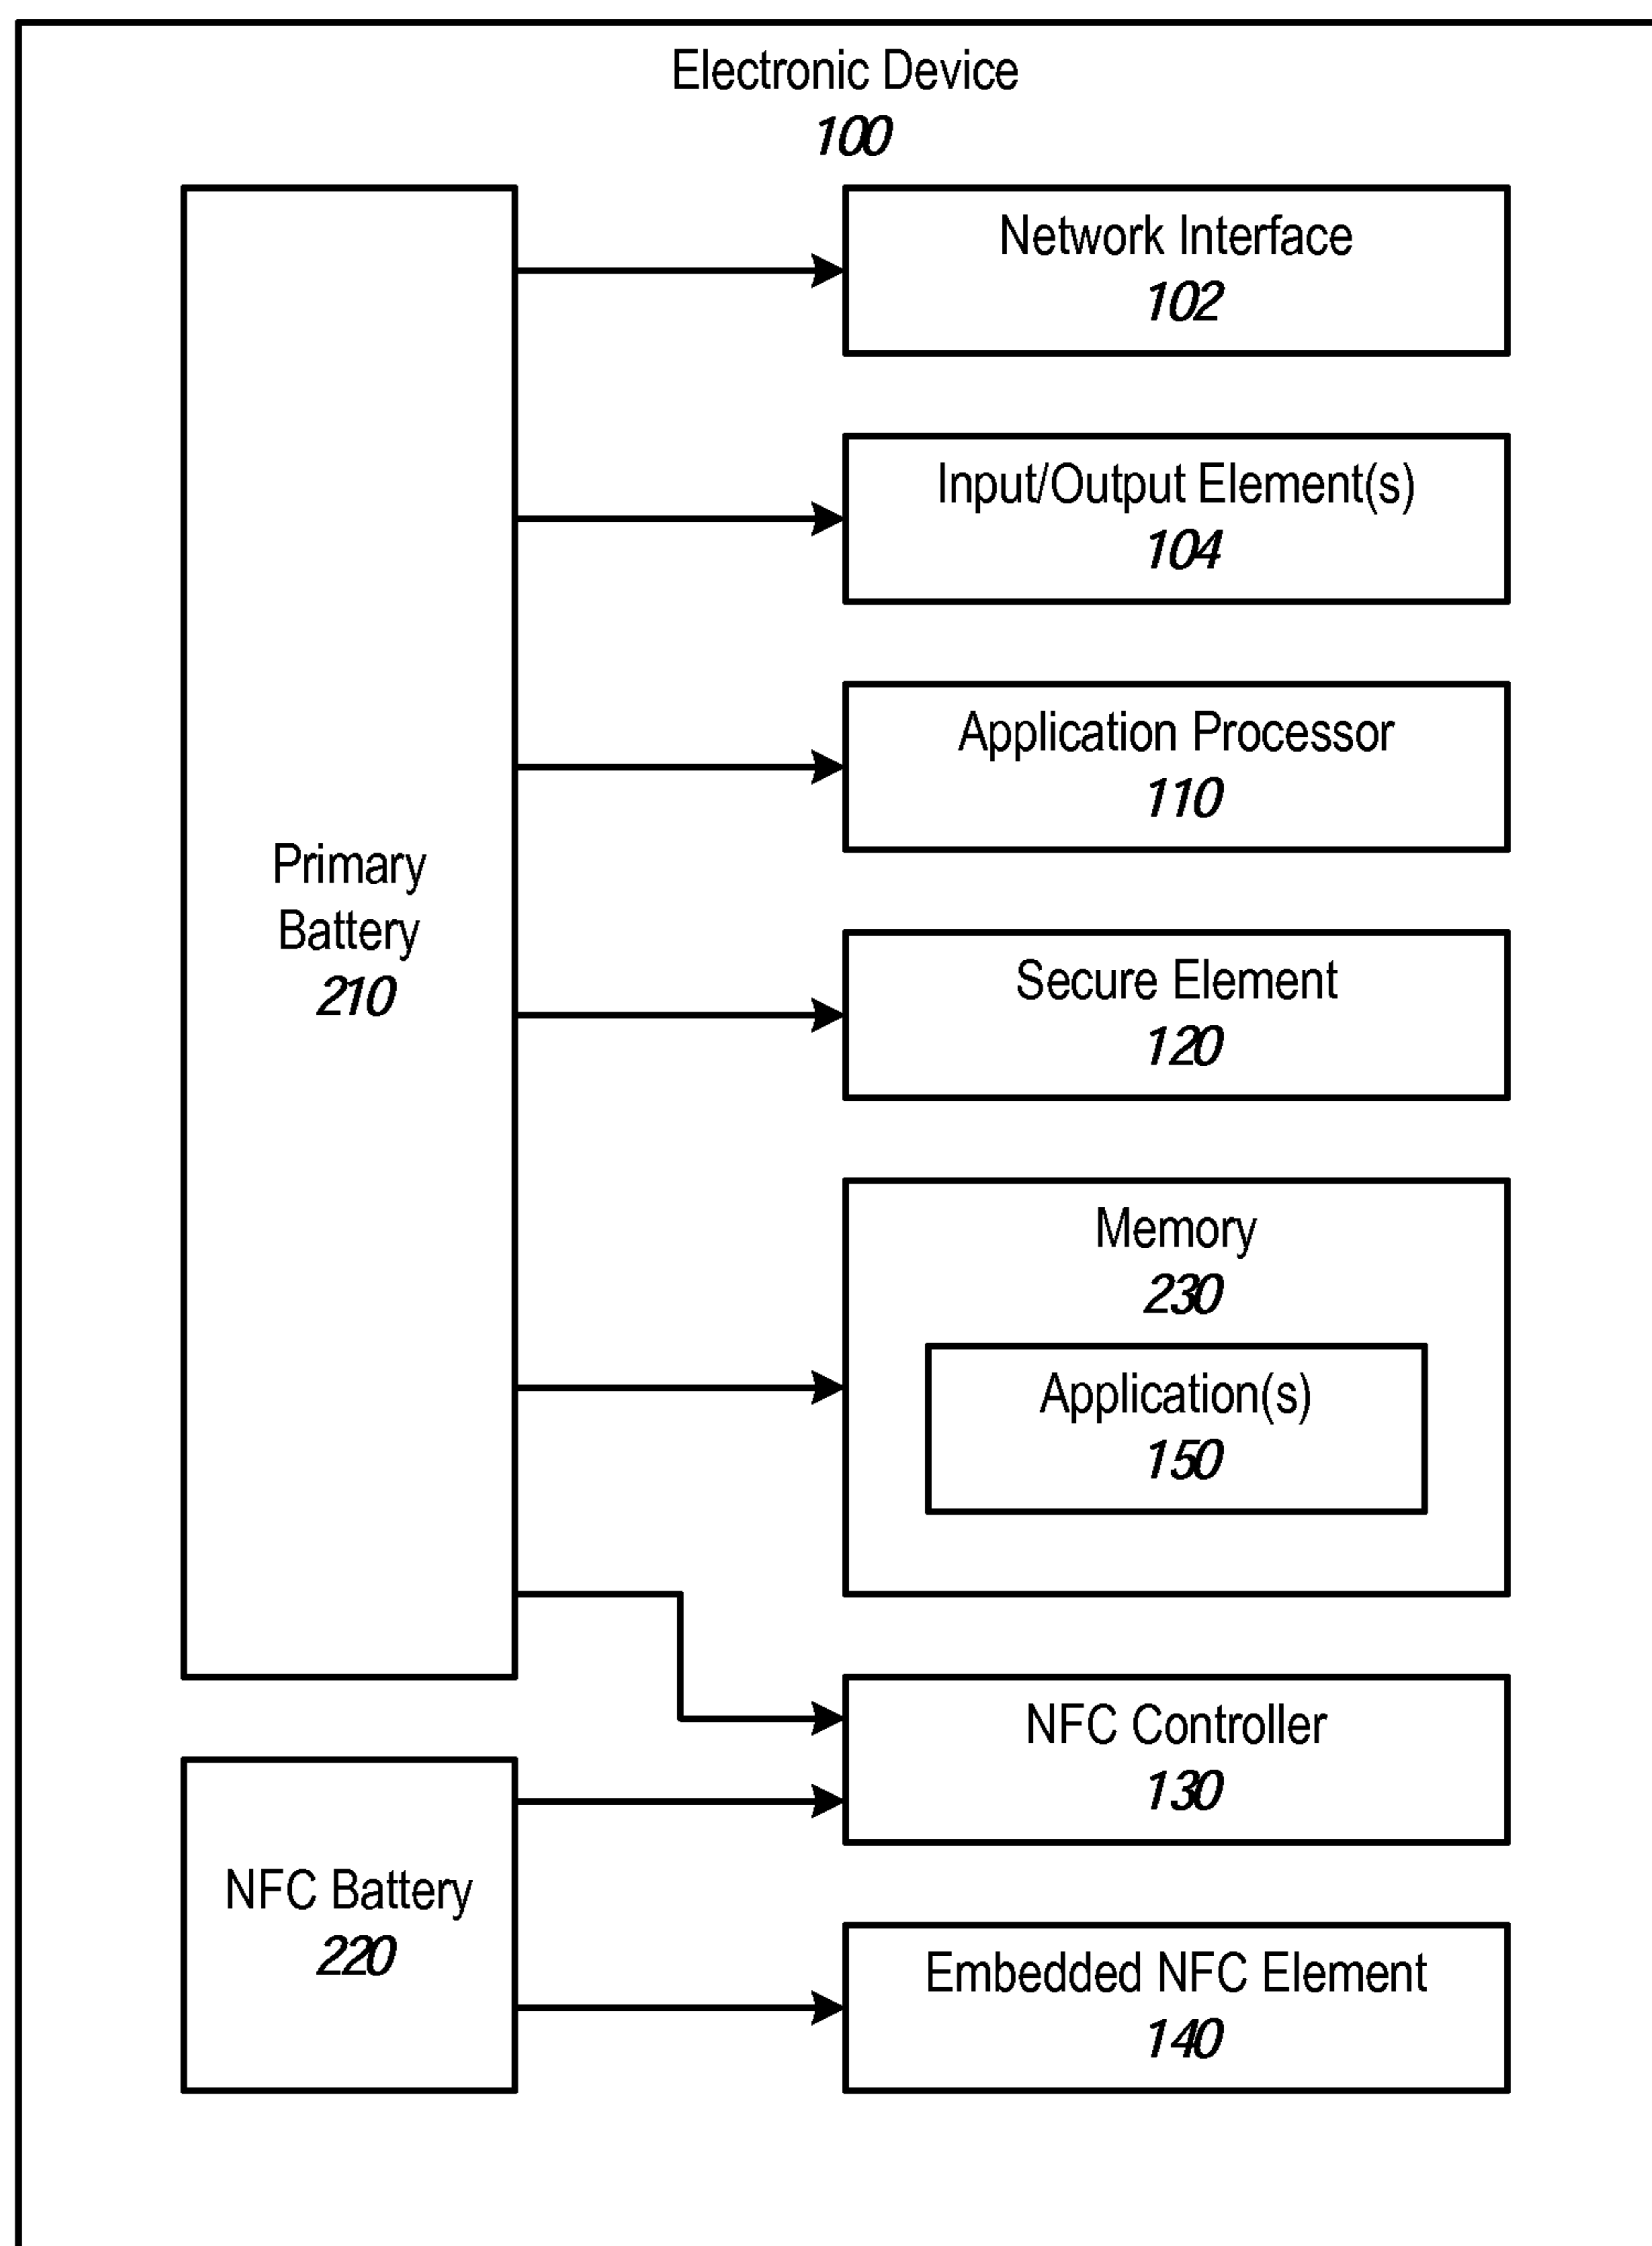 Electronic Device
100
Network Interface
102
Input/Output Element(s)
104
Application Processor
110
Primary
Battery
210
Secure Element
120
Memory
230
Application(s)
150
NFC Controller
130
NFC Battery
220
Embedded NFC Element
140